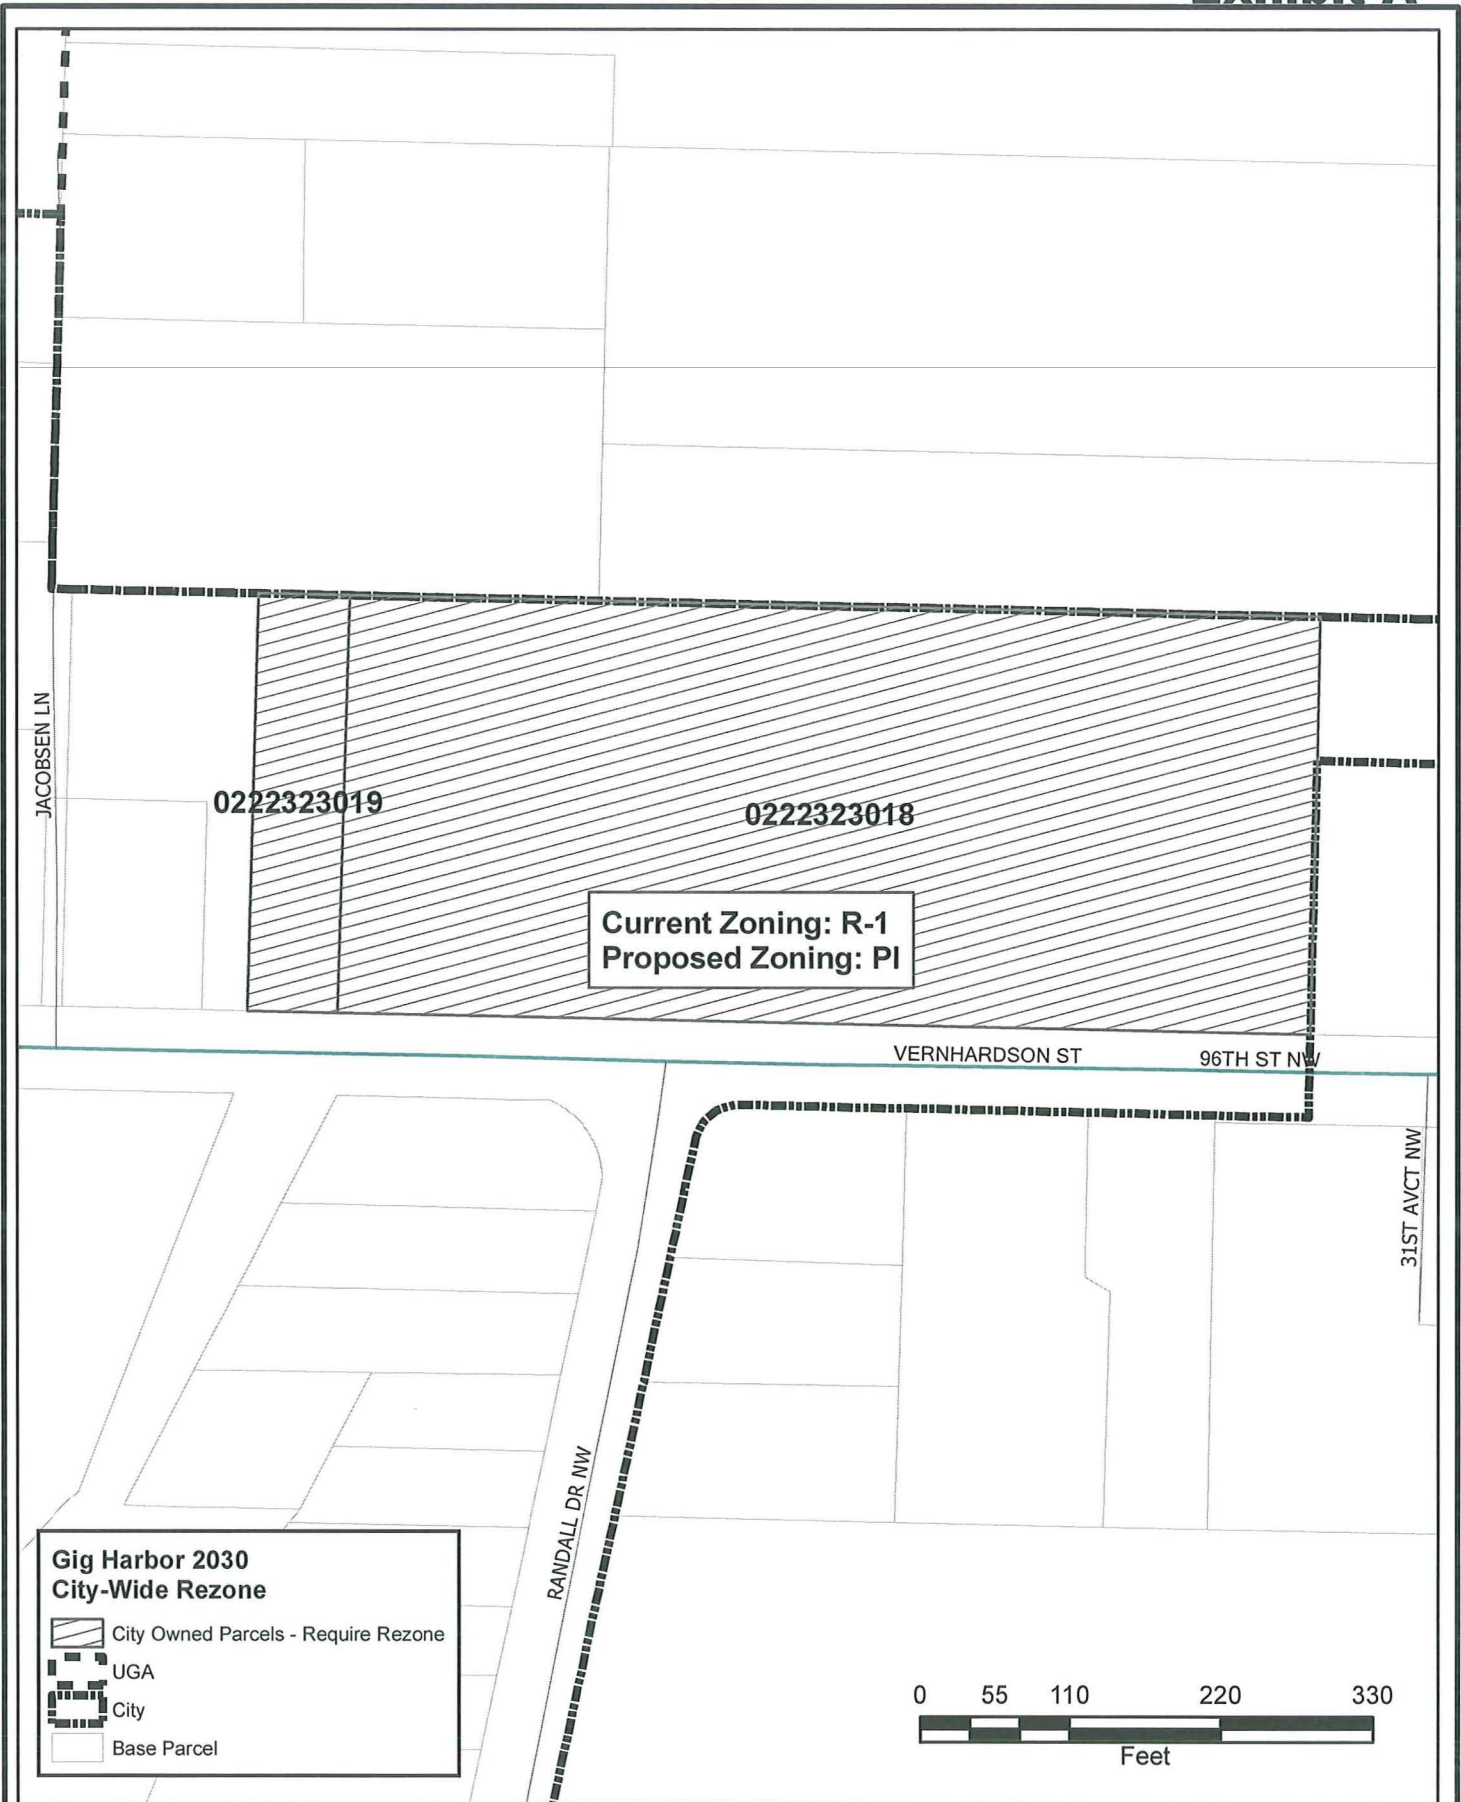 Exhibit A
JACOBSEN LN
0222323019
0222323018
Current Zoning: R-1
Proposed Zoning: PI
VERNHARDSON ST
96TH ST NW
31ST AVCT NW
RANDALL DR NW
Gig Harbor 2030
City-Wide Rezone
City Owned Parcels - Require Rezone
UGA
City
Base Parcel
0 55 110 220 330
Feet